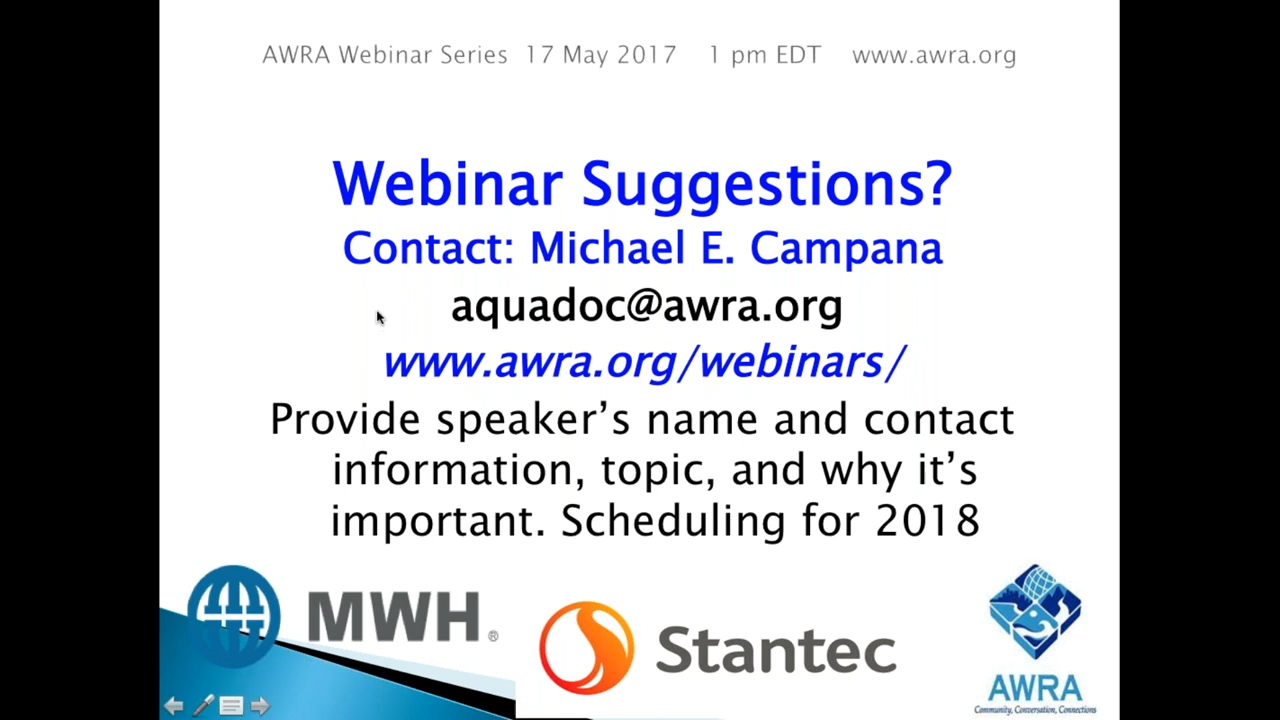 AWRA Webinar Series 17 May 2017 1 pm EDT www.awra.org
Webinar Suggestions?
Contact: Michael E. Campana
aquadoc@awra.org
www.awra.org/webinars/
Provide speaker’s name and contact
information, topic, and why it’s
important. Scheduling for 2018
MWH®
Stantec
AWRA
Community, Conversation, Connections